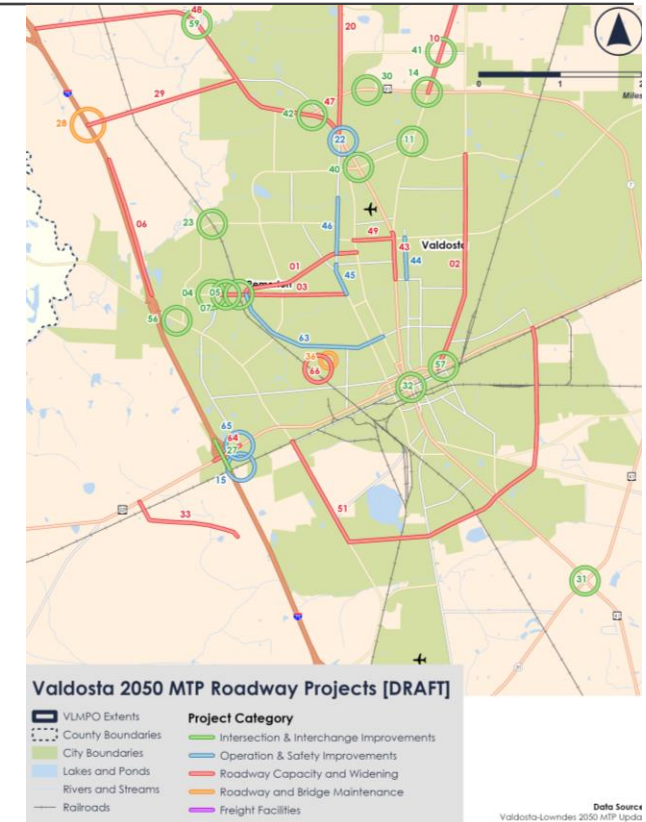 48
59
20
10
41
14
30
0
1
2
Miles
29
47
42
28
22
11
40
23
06
46
49
43
Valdosta
44
02
01
45
03
04
05
07
56
63
36
66
57
32
65
64
27
15
51
33
31
Valdosta 2050 MTP Roadway Projects [DRAFT]
VLMPO Extents
County Boundaries
City Boundaries
Lakes and Ponds
Rivers and Streams
Railroads
Project Category
Intersection & Interchange Improvements
Operation & Safety Improvements
Roadway Capacity and Widening
Roadway and Bridge Maintenance
Freight Facilities
Data Source
Valdosta-Lowndes 2050 MTP Upda